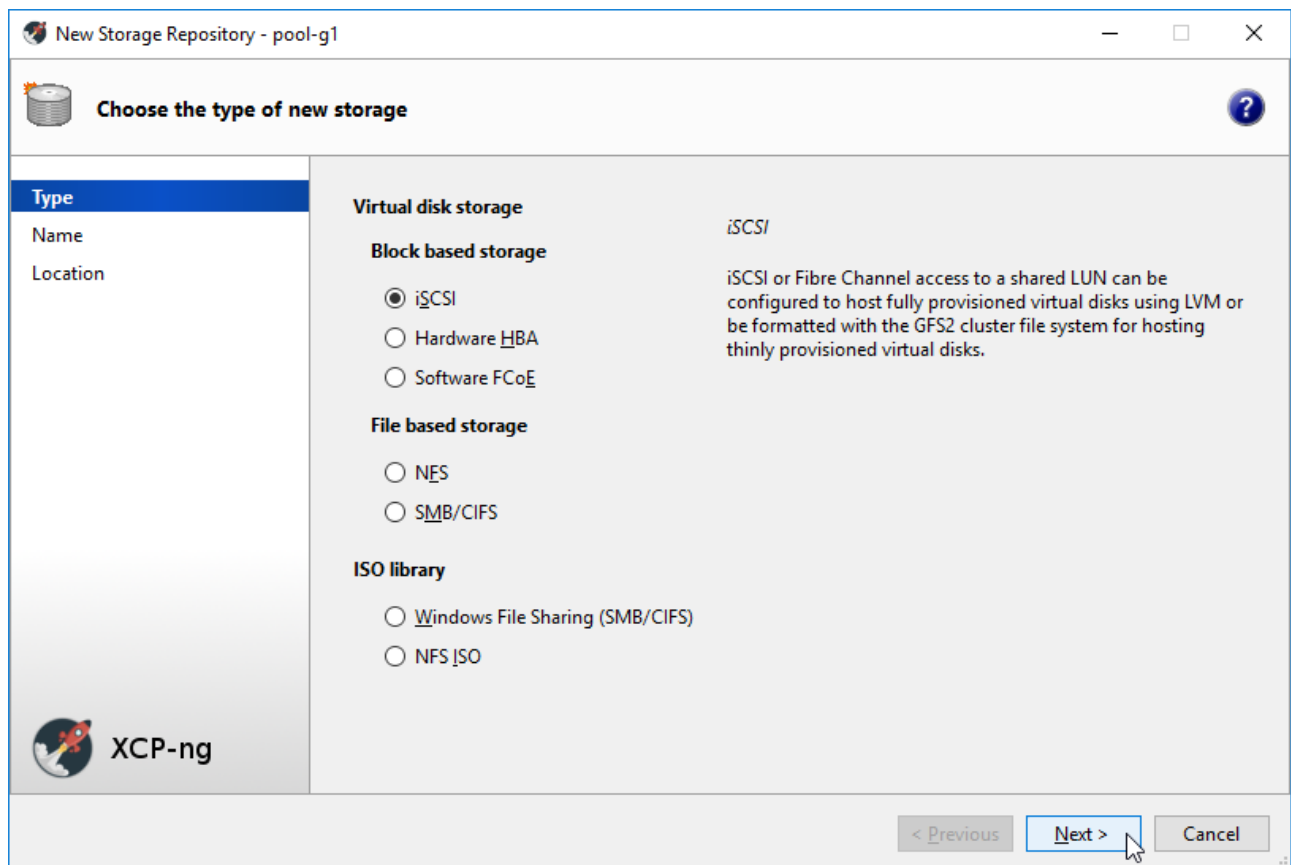 New Storage Repository - pool-g1
Choose the type of new storage
?
Type
Name
Location
Virtual disk storage
Block based storage
iSCSI
Hardware HBA
Software FCoE
File based storage
NFS
SMB/CIFS
ISO library
Windows File Sharing (SMB/CIFS)
NFS ISO
iSCSI
iSCSI or Fibre Channel access to a shared LUN can be
configured to host fully provisioned virtual disks using LVM or
be formatted with the GFS2 cluster file system for hosting
thinly provisioned virtual disks.
XCP-ng
< Previous
Next >
Cancel